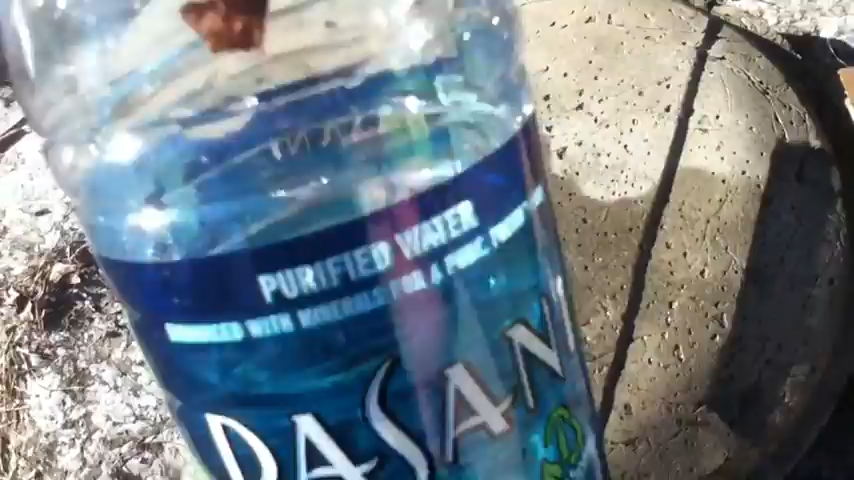 PURIFIED WATER
ENHANCED WITH MINERALS FOR A PURE, FRESH
DASAN